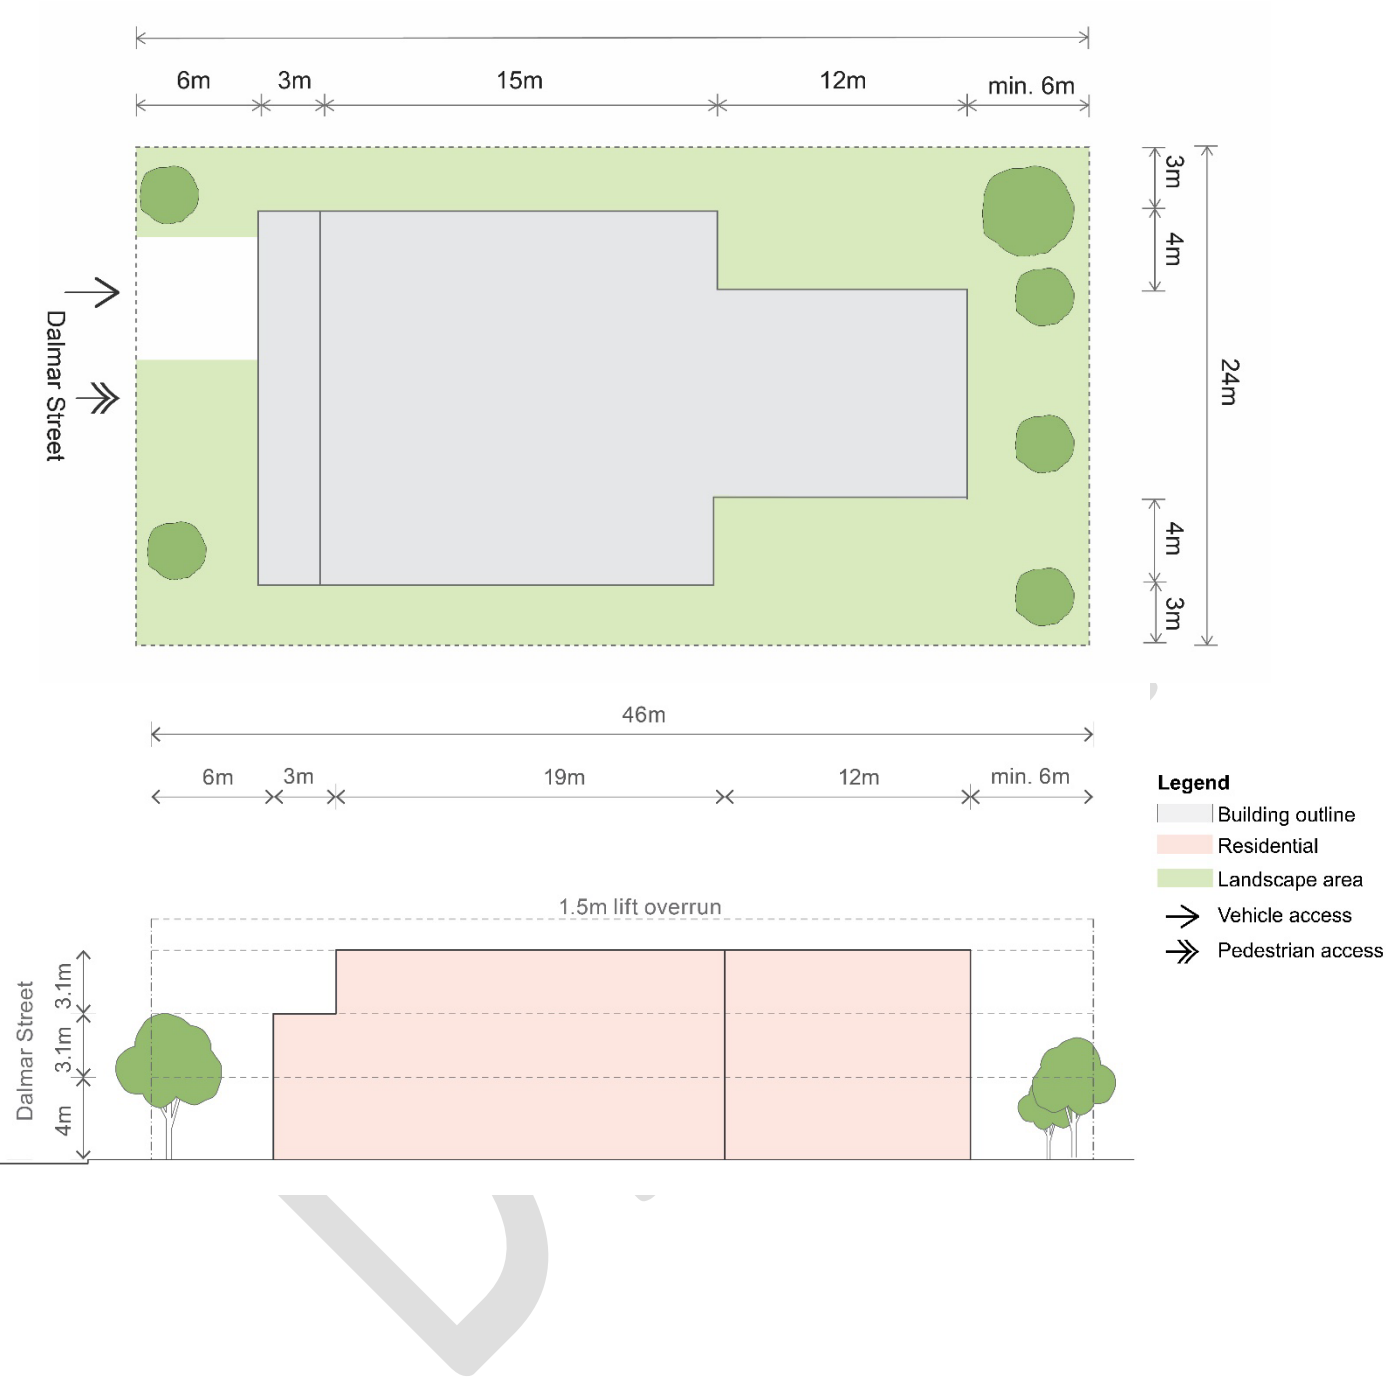 6m 3m 15m 12m min. 6m
3m
4m
Dalmar Street
24m
4m
3m
46m
6m 3m 19m 12m min. 6m
Legend
Building outline
Residential
Landscape area
Vehicle access
Pedestrian access
1.5m lift overrun
Dalmar Street
3.1m
3.1m
4m